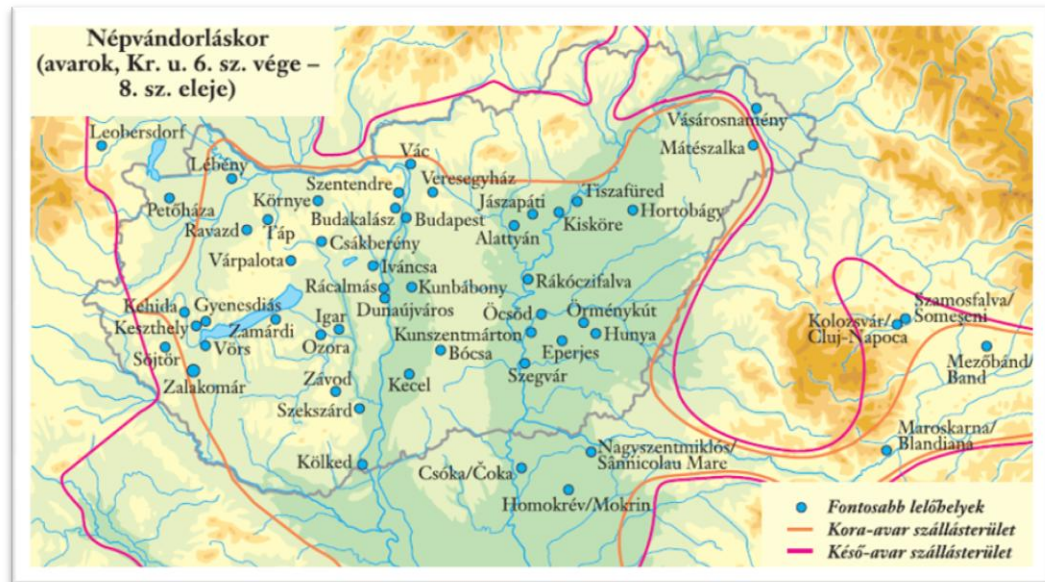 Népvándorláskor
(avarok, Kr. u. 6. sz. vége –
8. sz. eleje)
Leobersdorf
Vásárosnamény
Mátészalka
Vác
Lébény
Szentendre
Veresegyház
Petőháza
Környe
Jászapáti
Tiszafüred
Ravazd
Táp
Budakalász
Budapest
Kisköre
Hortobágy
Alattyán
Csákberény
Várpalota
Iváncsa
Rácalmás
Kunbábony
Rákóczifalva
Dunaújváros
Kehida
Gyenesdiás
Keszthely
Zamárdi
Igar
Öcsöd
Örménykút
Szamosfalva/
Someșeni
Kolozsvár/
Cluj-Napoca
Vörs
Ozora
Kunszentmárton
Hunya
Bócsa
Eperjes
Söjtör
Mezőbánd/
Band
Zalakomár
Závod
Kecel
Szegvár
Szekszárd
Maroskarna/
Blandiana
Kölked
Csóka/Čoka
Nagyszentmiklós/
Sânnicolau Mare
Homokrév/Mokrin
Fontosabb lelőhelyek
Kora-avar szállásterület
Késő-avar szállásterület